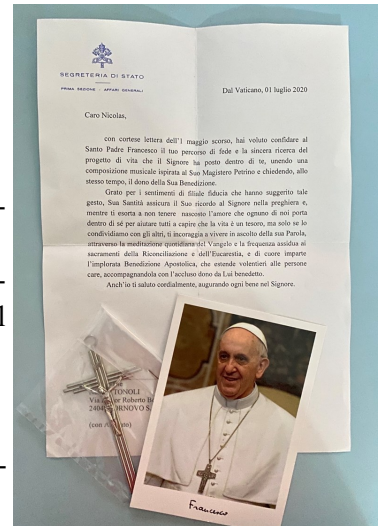 SEGRETERIA DI STATO
PRIMA SEZIONE - AFFARI GENERALI
Dal Vaticano, 01 luglio 2020
Caro Nicolas,
con cortese lettera dell'1 maggio scorso, hai voluto confidare al
Santo Padre Francesco il tuo percorso di fede e la sincera ricerca del
progetto di vita che il Signore ha posto dentro di te, unendo una
composizione musicale ispirata al Suo Magistero Petrino e chiedendo, allo
stesso tempo, il dono della Sua Benedizione.
Grato per i sentimenti di filiale fiducia che hanno suggerito tale
gesto, Sua Santità assicura il Suo ricordo al Signore nella preghiera e,
mentre ti esorta a non tenere nascosto l'amore che ognuno di noi porta
dentro di sé per aiutare tutti a capire che la vita è un tesoro, ma solo se lo
condividiamo con gli altri, ti incoraggia a vivere in ascolto della sua Parola,
attraverso la meditazione quotidiana del Vangelo e la frequenza assidua ai
sacramenti della Riconciliazione e dell'Eucarestia, e di cuore imparte
l'implorata Benedizione Apostolica, che estende volentieri alle persone
care, accompagnandola con l'accluso dono da Lui benedetto.
Anch'io ti saluto cordialmente, augurando ogni bene nel Signore.
TONOLI
Via Roberto
2404
(con
Francesco
1